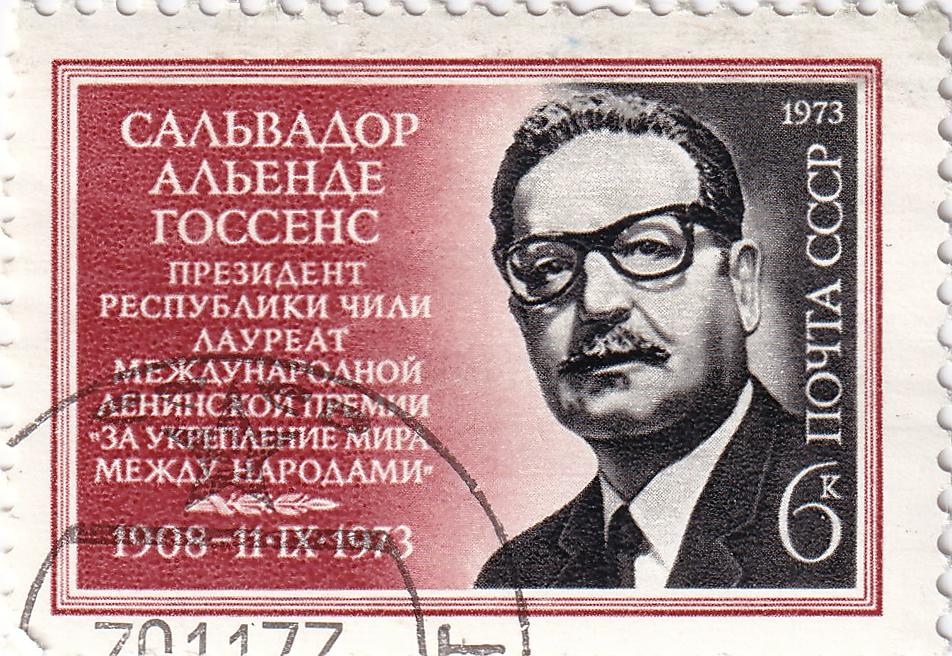 САЛЬВАДОР
АЛЬЕНДЕ
ГОССЕНС
ПРЕЗИДЕНТ
РЕСПУБЛИКИ ЧИЛИ
ЛАУРЕАТ
МЕЖДУНАРОДНОЙ
ЛЕНИНСКОЙ ПРЕМИИ
"ЗА УКРЕПЛЕНИЕ МИРА
МЕЖДУ НАРОДАМИ"
1908–11·IX·1973
1973
ПОЧТА СССР
6 К
701177